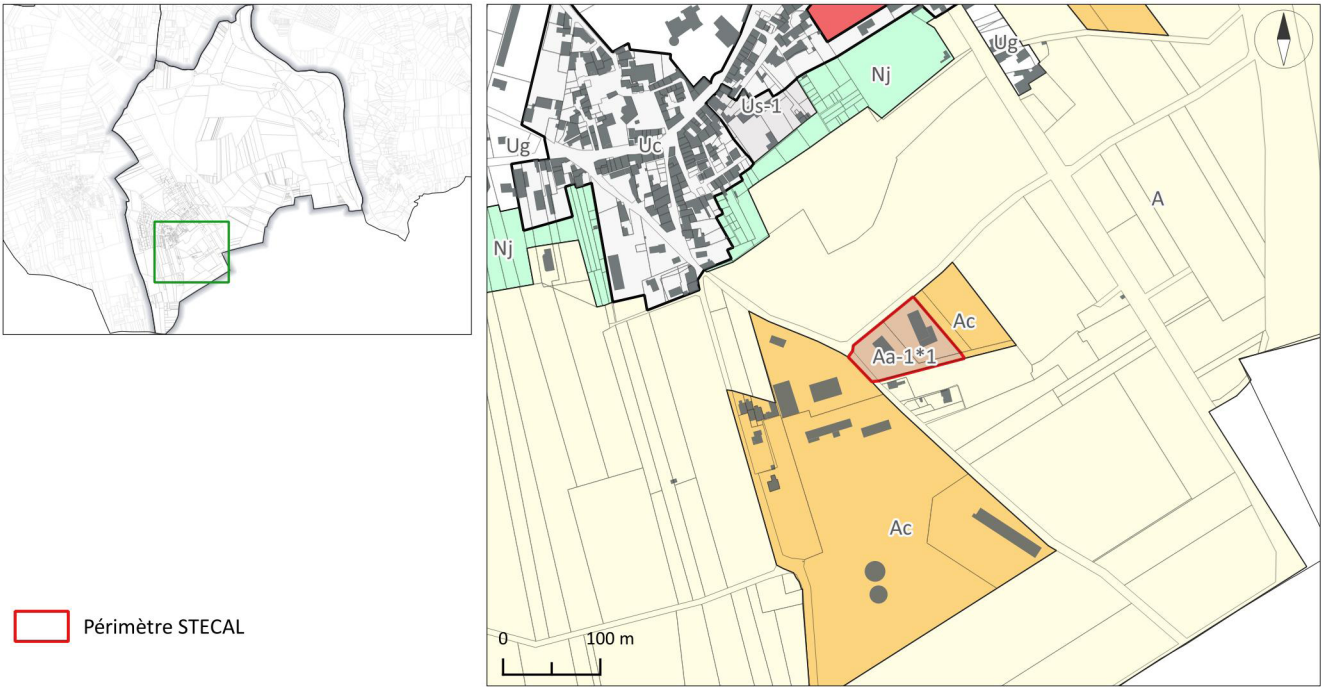 Ug
Nj
Us-1
Ug
Uc
A
Nj
Ac
Aa-1*1
Ac
Périmètre STECAL
0 100 m